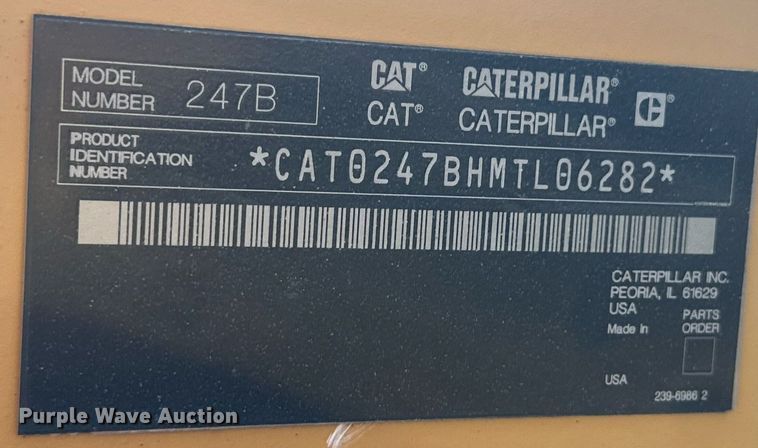 MODEL NUMBER 247B
CAT® CATERPILLAR®
CAT® CATERPILLAR® C®
PRODUCT IDENTIFICATION NUMBER *CAT0247BHMTL06282*
CATERPILLAR INC.
PEORIA, IL 61629
USA PARTS
Made in ORDER
USA
239-6986 2
Purple Wave Auction